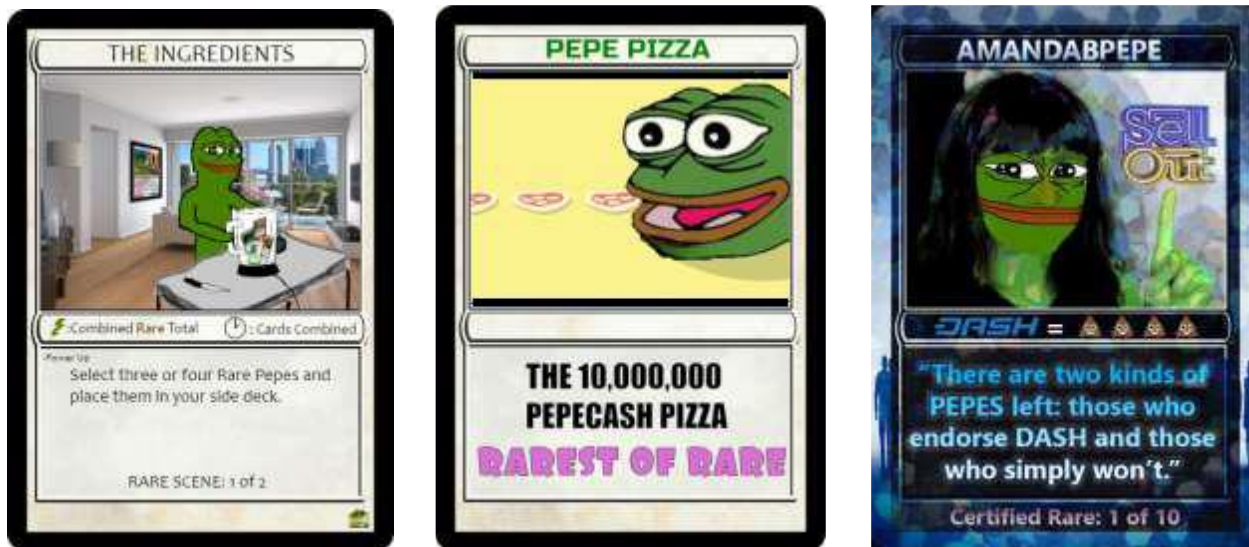 THE INGREDIENTS
:Combined Rare Total : Cards Combined
-Power Up
Select three or four Rare Pepes and
place them in your side deck.
RARE SCENE: 1 of 2
PEPE PIZZA
THE 10,000,000
PEPECASH PIZZA
RAREST OF RARE
AMANDABPEPE
Sell
Out
DASH = 💩 💩 💩 💩
"There are two kinds of
PEPES left: those who
endorse DASH and those
who simply won't."
Certified Rare: 1 of 10